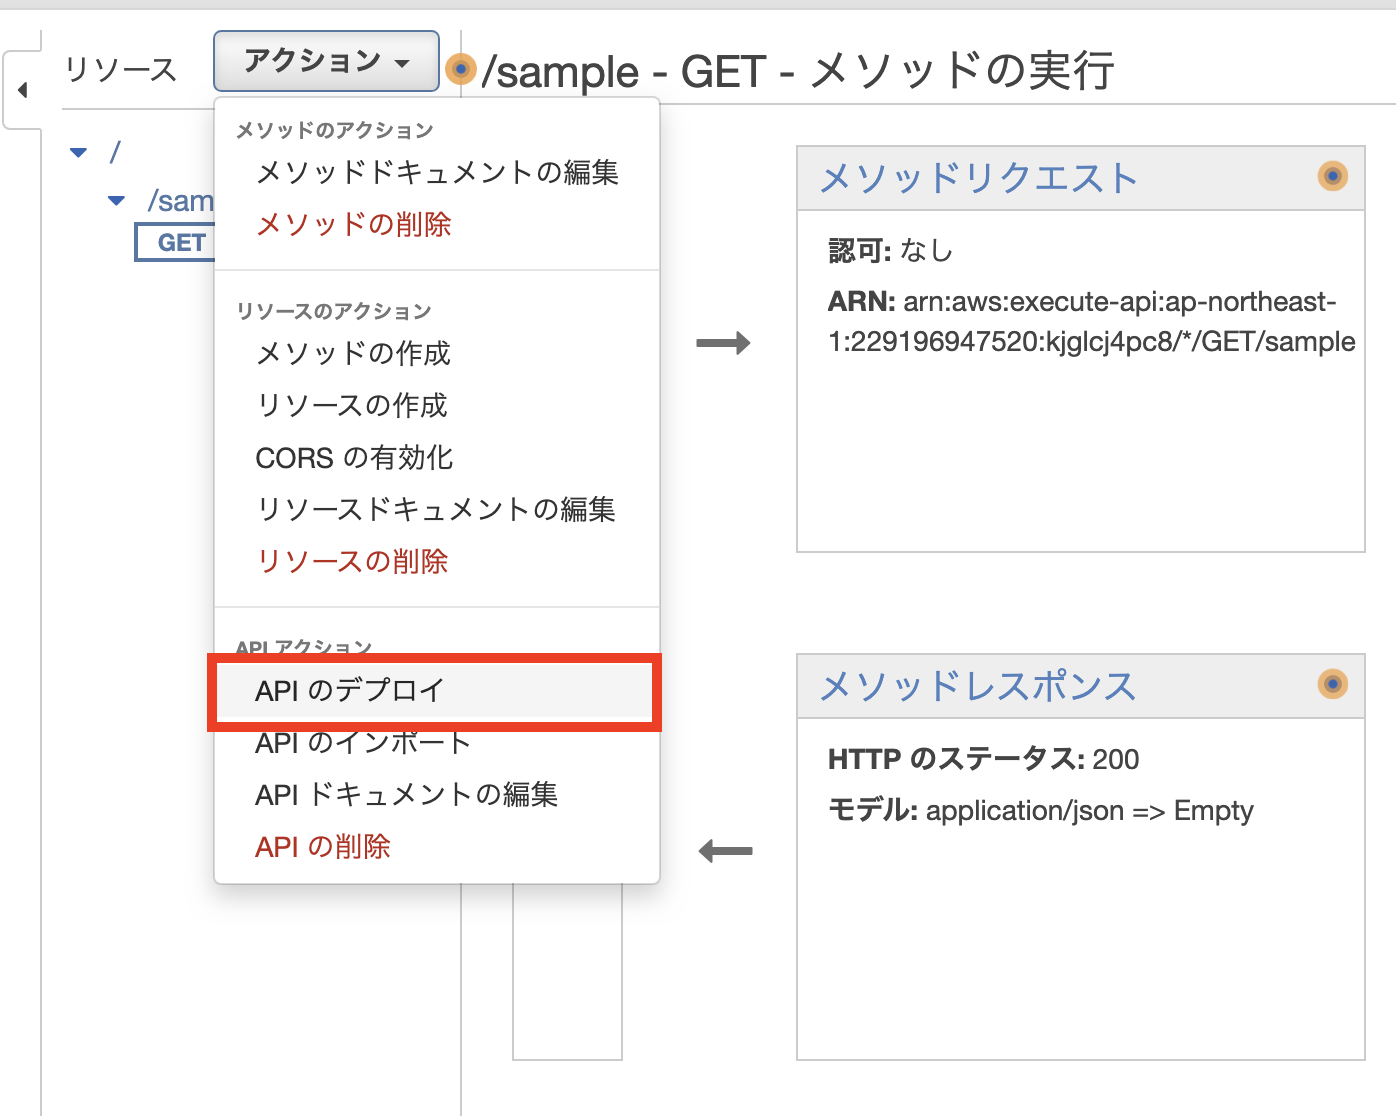 リソース
アクション
/sample - GET - メソッドの実行
/
/sam
GET
メソッドのアクション
メソッドドキュメントの編集
メソッドの削除
リソースのアクション
メソッドの作成
リソースの作成
CORS の有効化
リソースドキュメントの編集
リソースの削除
API アクション
API のデプロイ
API のインポート
API ドキュメントの編集
API の削除
メソッドリクエスト
認可: なし
ARN: arn:aws:execute-api:ap-northeast-
1:229196947520:kjglcj4pc8/*/GET/sample
メソッドレスポンス
HTTP のステータス: 200
モデル: application/json => Empty